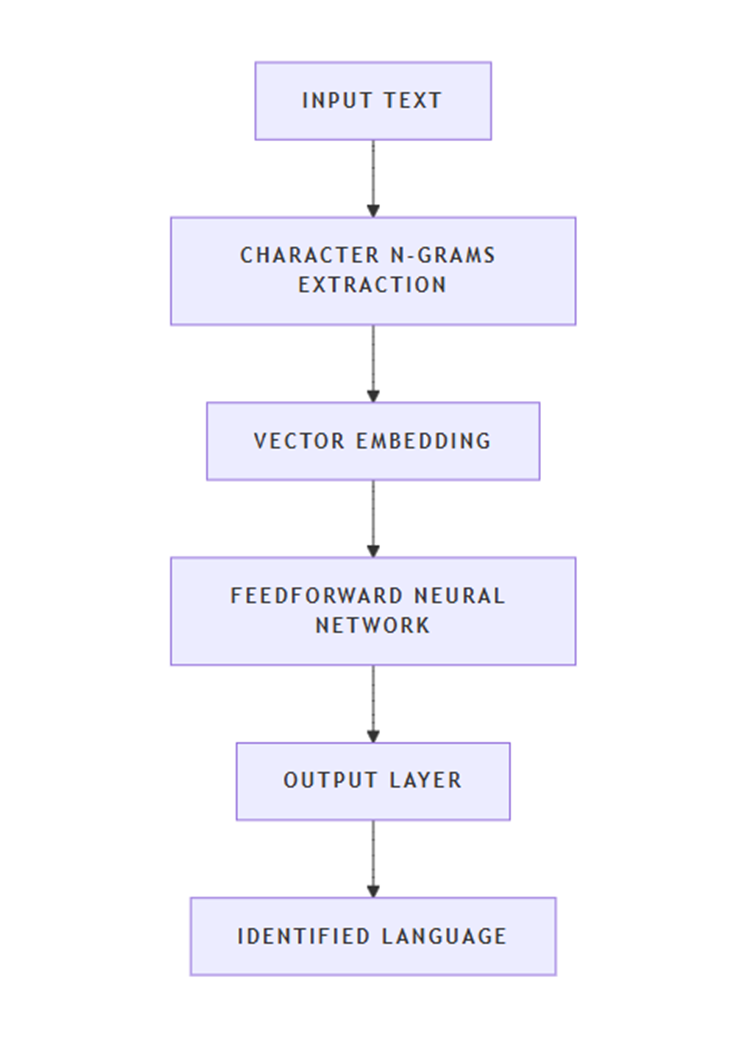 INPUT TEXT
CHARACTER N-GRAMS
EXTRACTION
VECTOR EMBEDDING
FEEDFORWARD NEURAL
NETWORK
OUTPUT LAYER
IDENTIFIED LANGUAGE